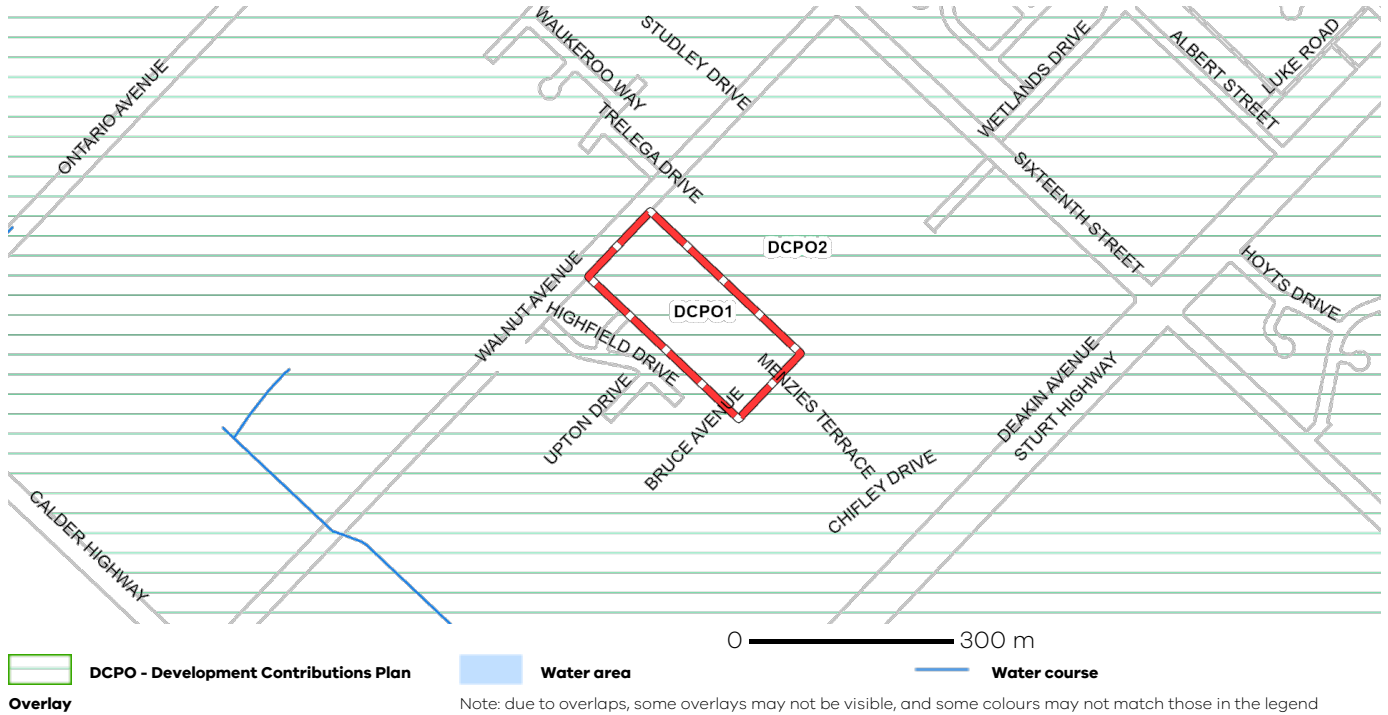 WAUKEROO WAY
STUDLEY DRIVE
WETLANDS DRIVE
ALBERT STREET
LUKE ROAD
ONTARIO AVENUE
TRELEGA DRIVE
SIXTEENTH STREET
DCPO2
HOYTS DRIVE
WALNUT AVENUE
DCPO1
HIGHFIELD DRIVE
MENZIES TERRACE
DEAKIN AVENUE
STURT HIGHWAY
UPTON DRIVE
BRUCE AVENUE
CHIFLEY DRIVE
CALDER HIGHWAY
0 300 m
DCPO - Development Contributions Plan
Overlay
Water area
Water course
Note: due to overlaps, some overlays may not be visible, and some colours may not match those in the legend